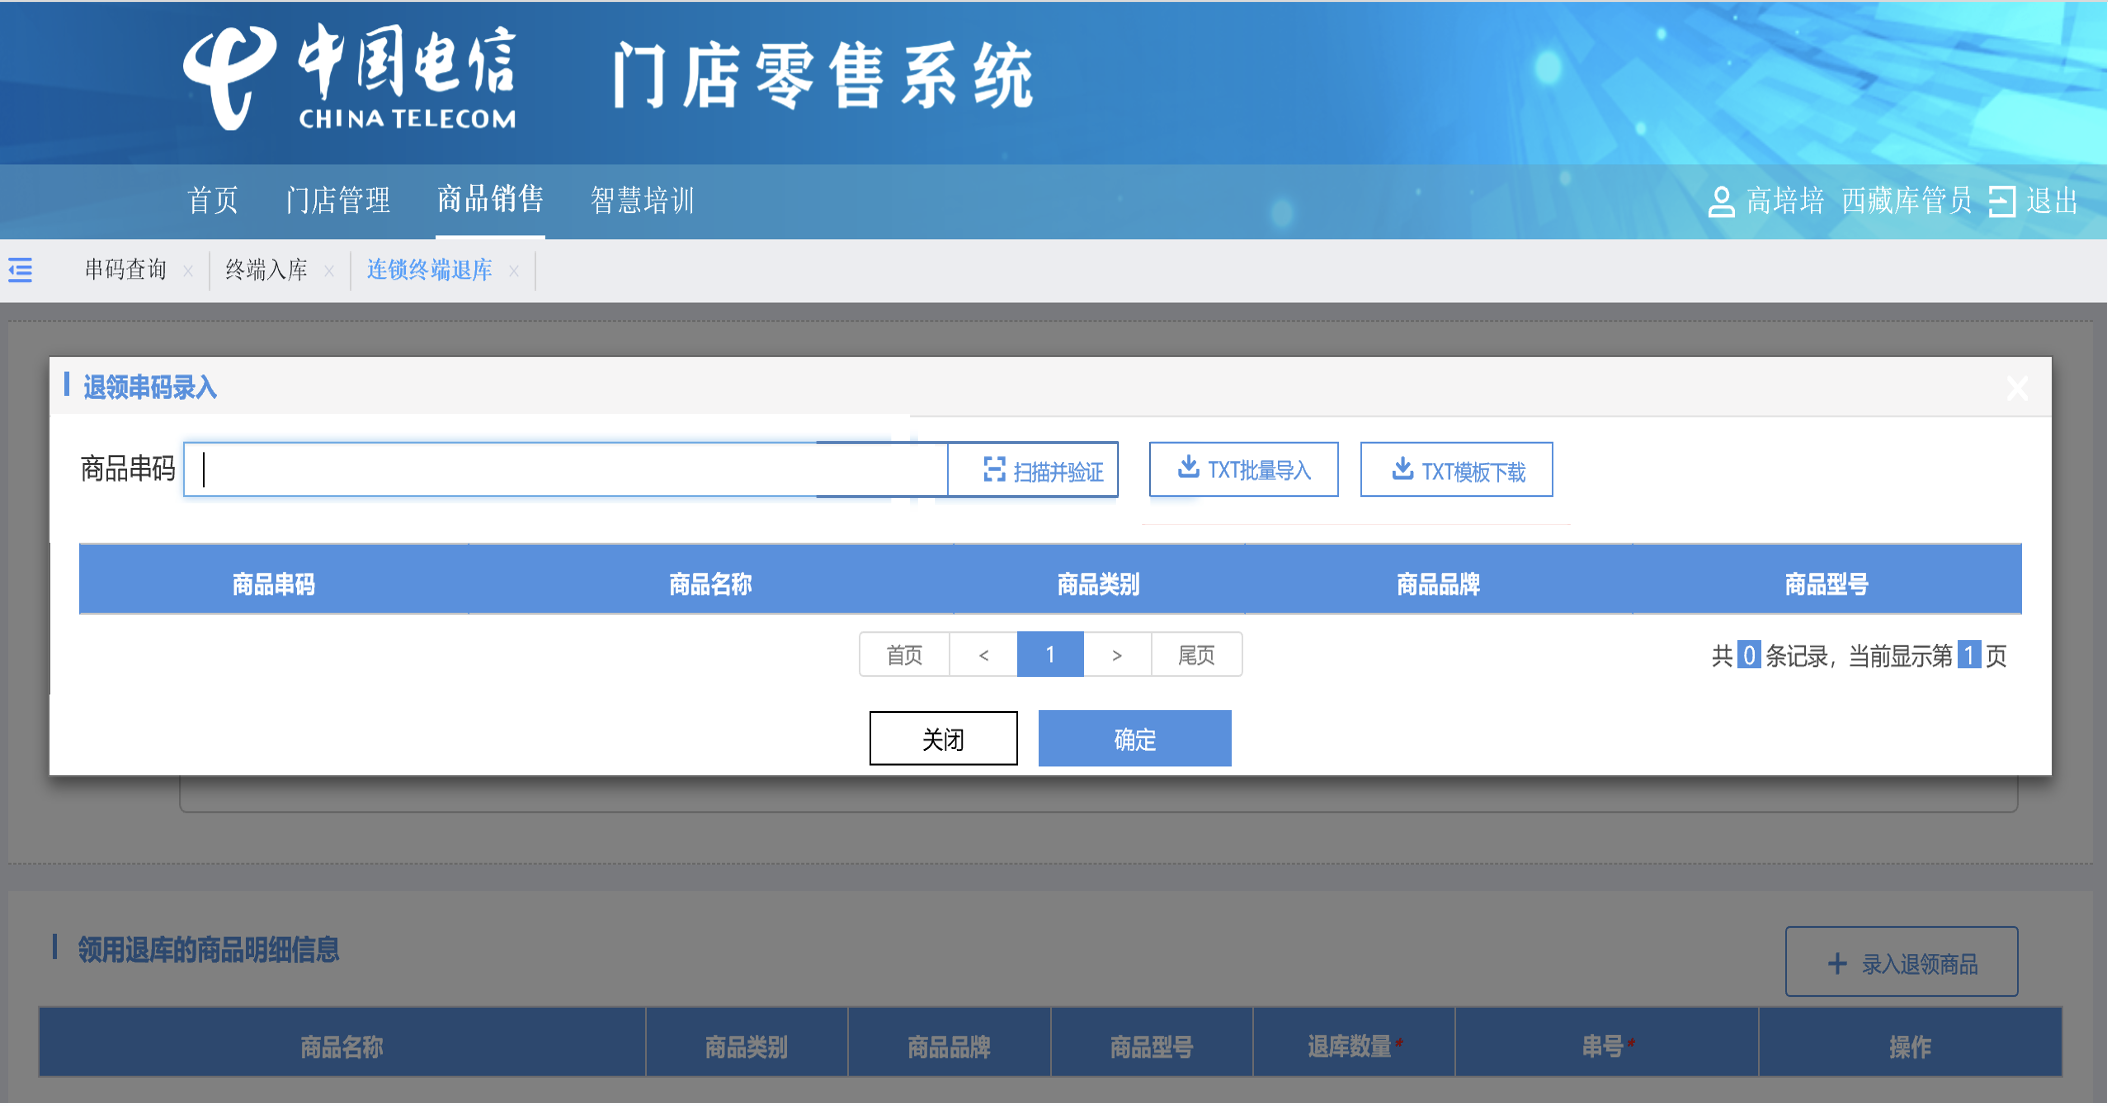 中国电信
CHINA TELECOM
门店零售系统
首页 门店管理 商品销售 智慧培训 高培培 西藏库管员 退出
串码查询 × 终端入库 × 连锁终端退库 ×
退领串码录入 X
商品串码 扫描并验证 TXT批量导入 TXT模板下载
商品串码 商品名称 商品类别 商品品牌 商品型号
首页 < 1 > 尾页 共 0 条记录，当前显示第 1 页
关闭 确定
领用退库的商品明细信息
+ 录入退领商品
商品名称 商品类别 商品品牌 商品型号 退库数量* 串号* 操作